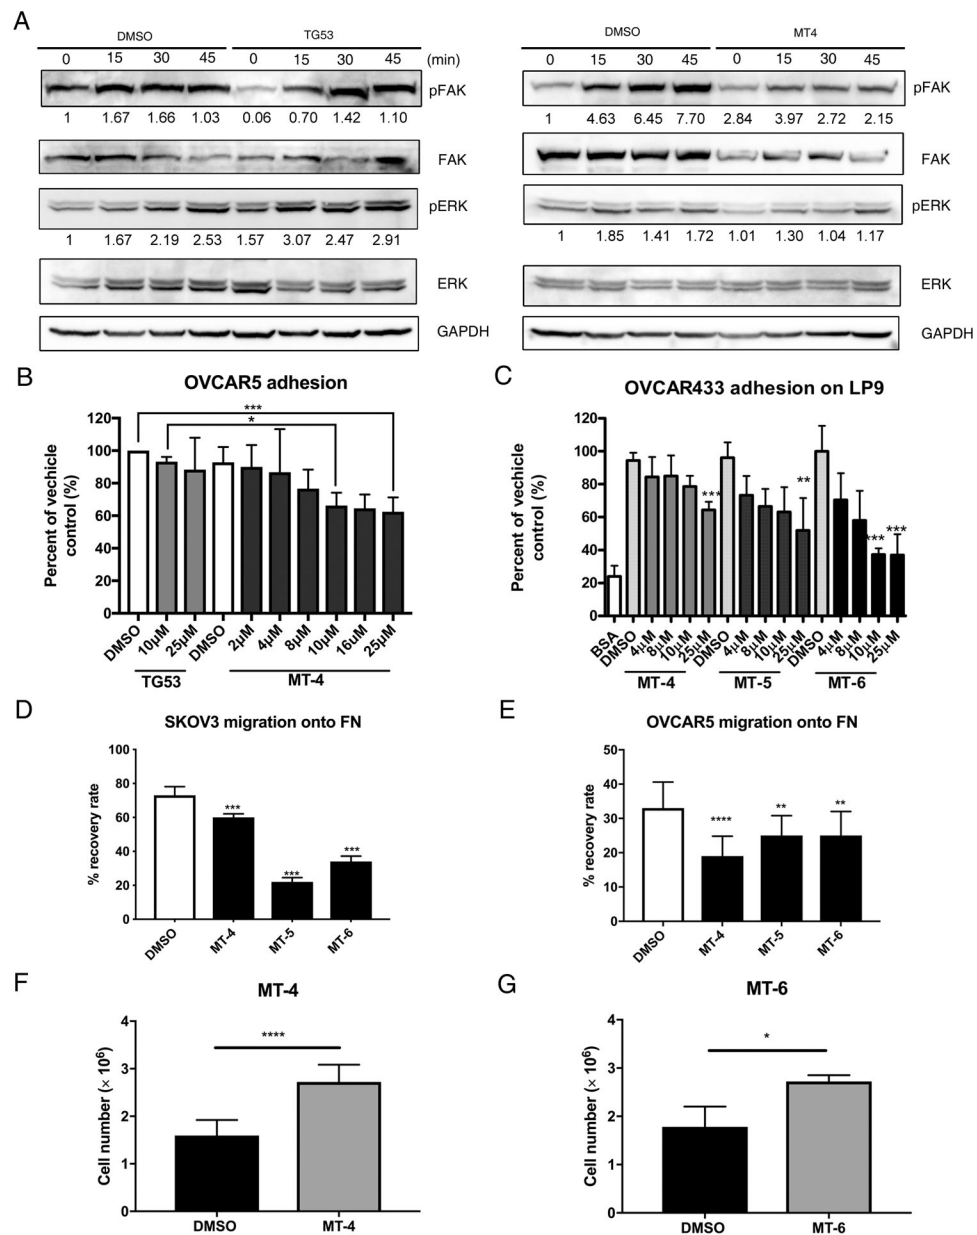 A
DMSO TG53
0 15 30 45 0 15 30 45 (min)
pFAK
1 1.67 1.66 1.03 0.06 0.70 1.42 1.10
FAK
pERK
1 1.67 2.19 2.53 1.57 3.07 2.47 2.91
ERK
GAPDH
DMSO MT4
0 15 30 45 0 15 30 45
pFAK
1 4.63 6.45 7.70 2.84 3.97 2.72 2.15
FAK
pERK
1 1.85 1.41 1.72 1.01 1.30 1.04 1.17
ERK
GAPDH
B
OVCAR5 adhesion
***
*
Percent of vechicle
control (%)
120
100
80
60
40
20
0
DMSO 10μM 25μM DMSO 2μM 4μM 8μM 10μM 16μM 25μM
TG53 MT-4
C
OVCAR433 adhesion on LP9
Percent of vechicle
control (%)
120
100
80
60
40
20
0
*** ** *** ***
BSA DMSO 4μM 8μM 10μM 25μM DMSO 4μM 8μM 10μM 25μM DMSO 4μM 8μM 10μM 25μM
MT-4 MT-5 MT-6
D
SKOV3 migration onto FN
% recovery rate
100
80
60
40
20
0
*** *** ***
DMSO MT-4 MT-5 MT-6
E
OVCAR5 migration onto FN
% recovery rate
50
40
30
20
10
0
**** ** **
DMSO MT-4 MT-5 MT-6
F
MT-4
Cell number (× 10⁶)
4
3
2
1
0
****
DMSO MT-4
G
MT-6
Cell number (× 10⁶)
4
3
2
1
0
*
DMSO MT-6